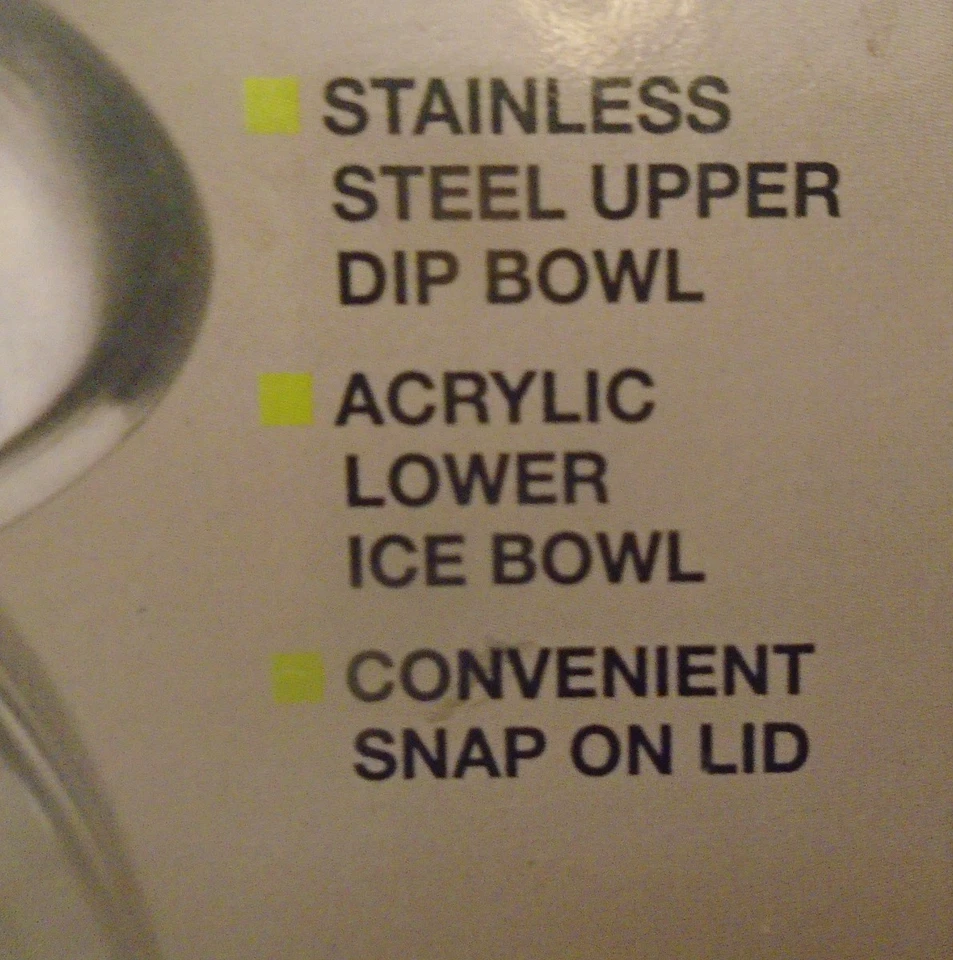 STAINLESS
STEEL UPPER
DIP BOWL
ACRYLIC
LOWER
ICE BOWL
CONVENIENT
SNAP ON LID